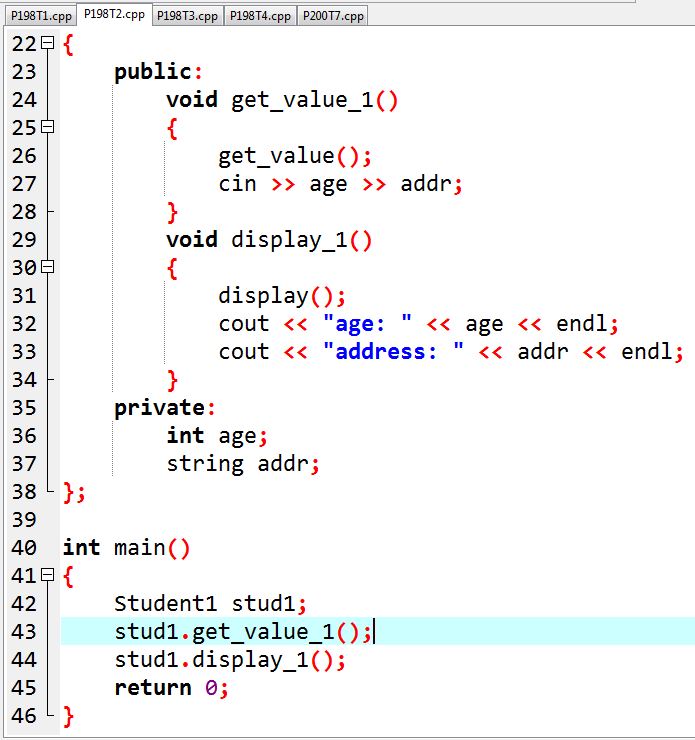 P198T1.cpp P198T2.cpp P198T3.cpp P198T4.cpp P200T7.cpp
22 {
23     public:
24         void get_value_1()
25         {
26             get_value();
27             cin >> age >> addr;
28         }
29         void display_1()
30         {
31             display();
32             cout << "age: " << age << endl;
33             cout << "address: " << addr << endl;
34         }
35     private:
36         int age;
37         string addr;
38 };
39
40 int main()
41 {
42     Student1 stud1;
43     stud1.get_value_1();
44     stud1.display_1();
45     return 0;
46 }